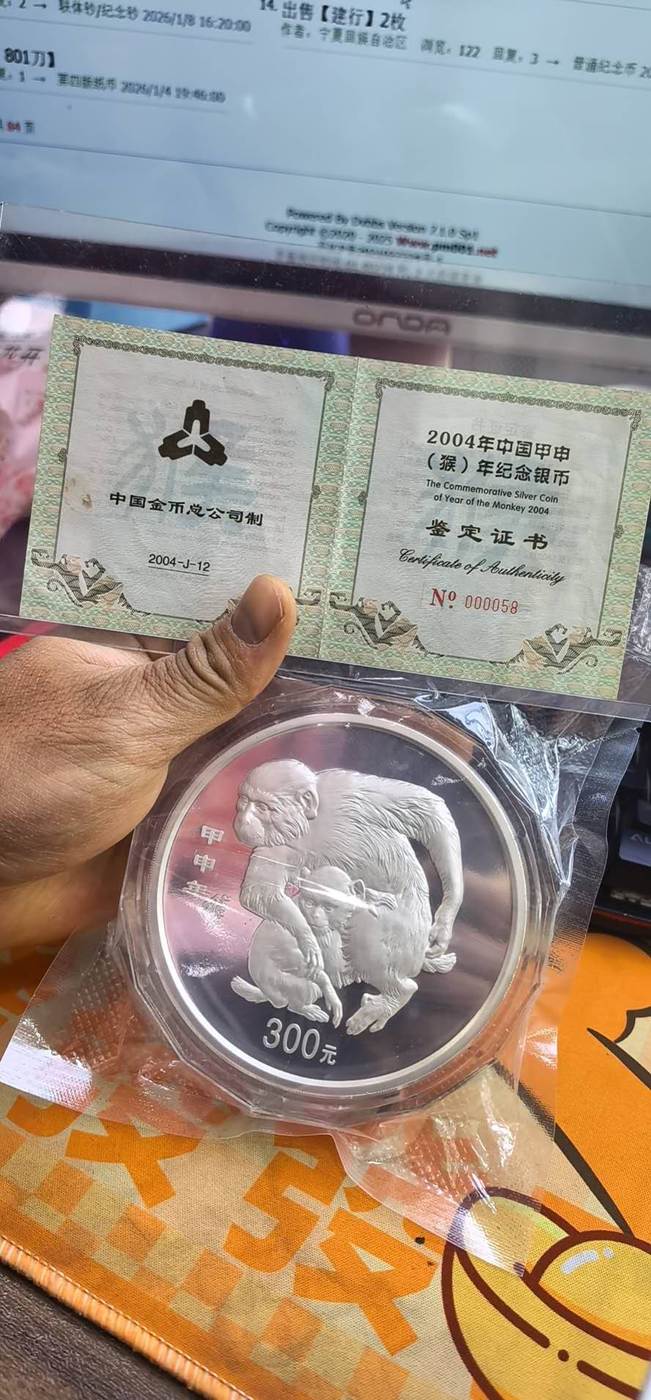 2 → 联体钞/纪念钞 2026/1/8 16:20:00
14. 出售【建行】2枚
作者：宁夏回族自治区 浏览：122 回复：3 → 普通纪念币 20
801刀】
1 → 第四版纸币 2026/1/4 19:46:00
84 页
ONDA
中国金币总公司制
2004-J-12
2004年中国甲申
（猴）年纪念银币
The Commemorative Silver Coin
of Year of the Monkey 2004
鉴定证书
Certificate of Authenticity
Nº 000058
甲申年
300元